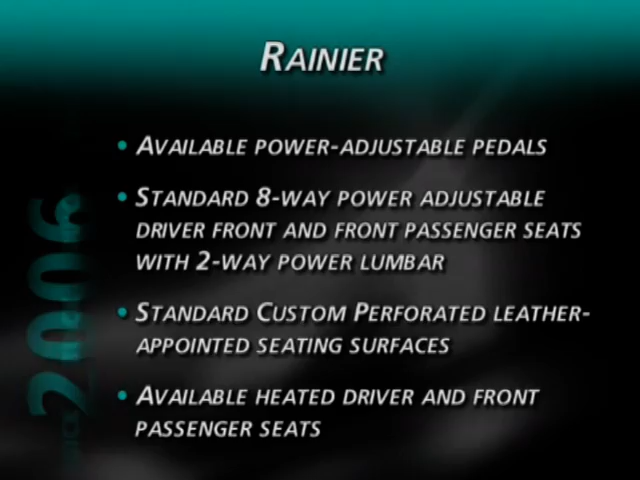 RAINIER
• AVAILABLE POWER-ADJUSTABLE PEDALS
• STANDARD 8-WAY POWER ADJUSTABLE
DRIVER FRONT AND FRONT PASSENGER SEATS
WITH 2-WAY POWER LUMBAR
• STANDARD CUSTOM PERFORATED LEATHER-
APPOINTED SEATING SURFACES
• AVAILABLE HEATED DRIVER AND FRONT
PASSENGER SEATS
2006